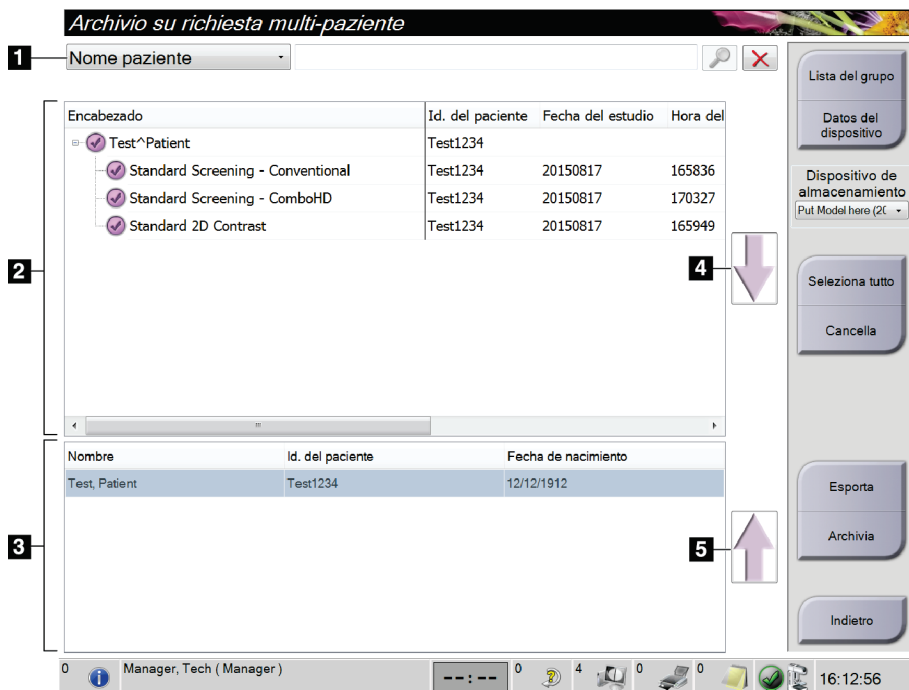 Archivio su richiesta multi-paziente
1
Nome paziente
Lista del grupo
Datos del
dispositivo
Dispositivo de
almacenamiento
Put Model here (20
Seleziona tutto
Cancella
Esporta
Archivia
Indietro
2
Encabezado Id. del paciente Fecha del estudio Hora del
Test^Patient Test1234
Standard Screening - Conventional Test1234 20150817 165836
Standard Screening - ComboHD Test1234 20150817 170327
Standard 2D Contrast Test1234 20150817 165949
4
3
Nombre Id. del paciente Fecha de nacimiento
Test, Patient Test1234 12/12/1912
5
0 Manager, Tech ( Manager ) --:-- 0 4 0 0 16:12:56